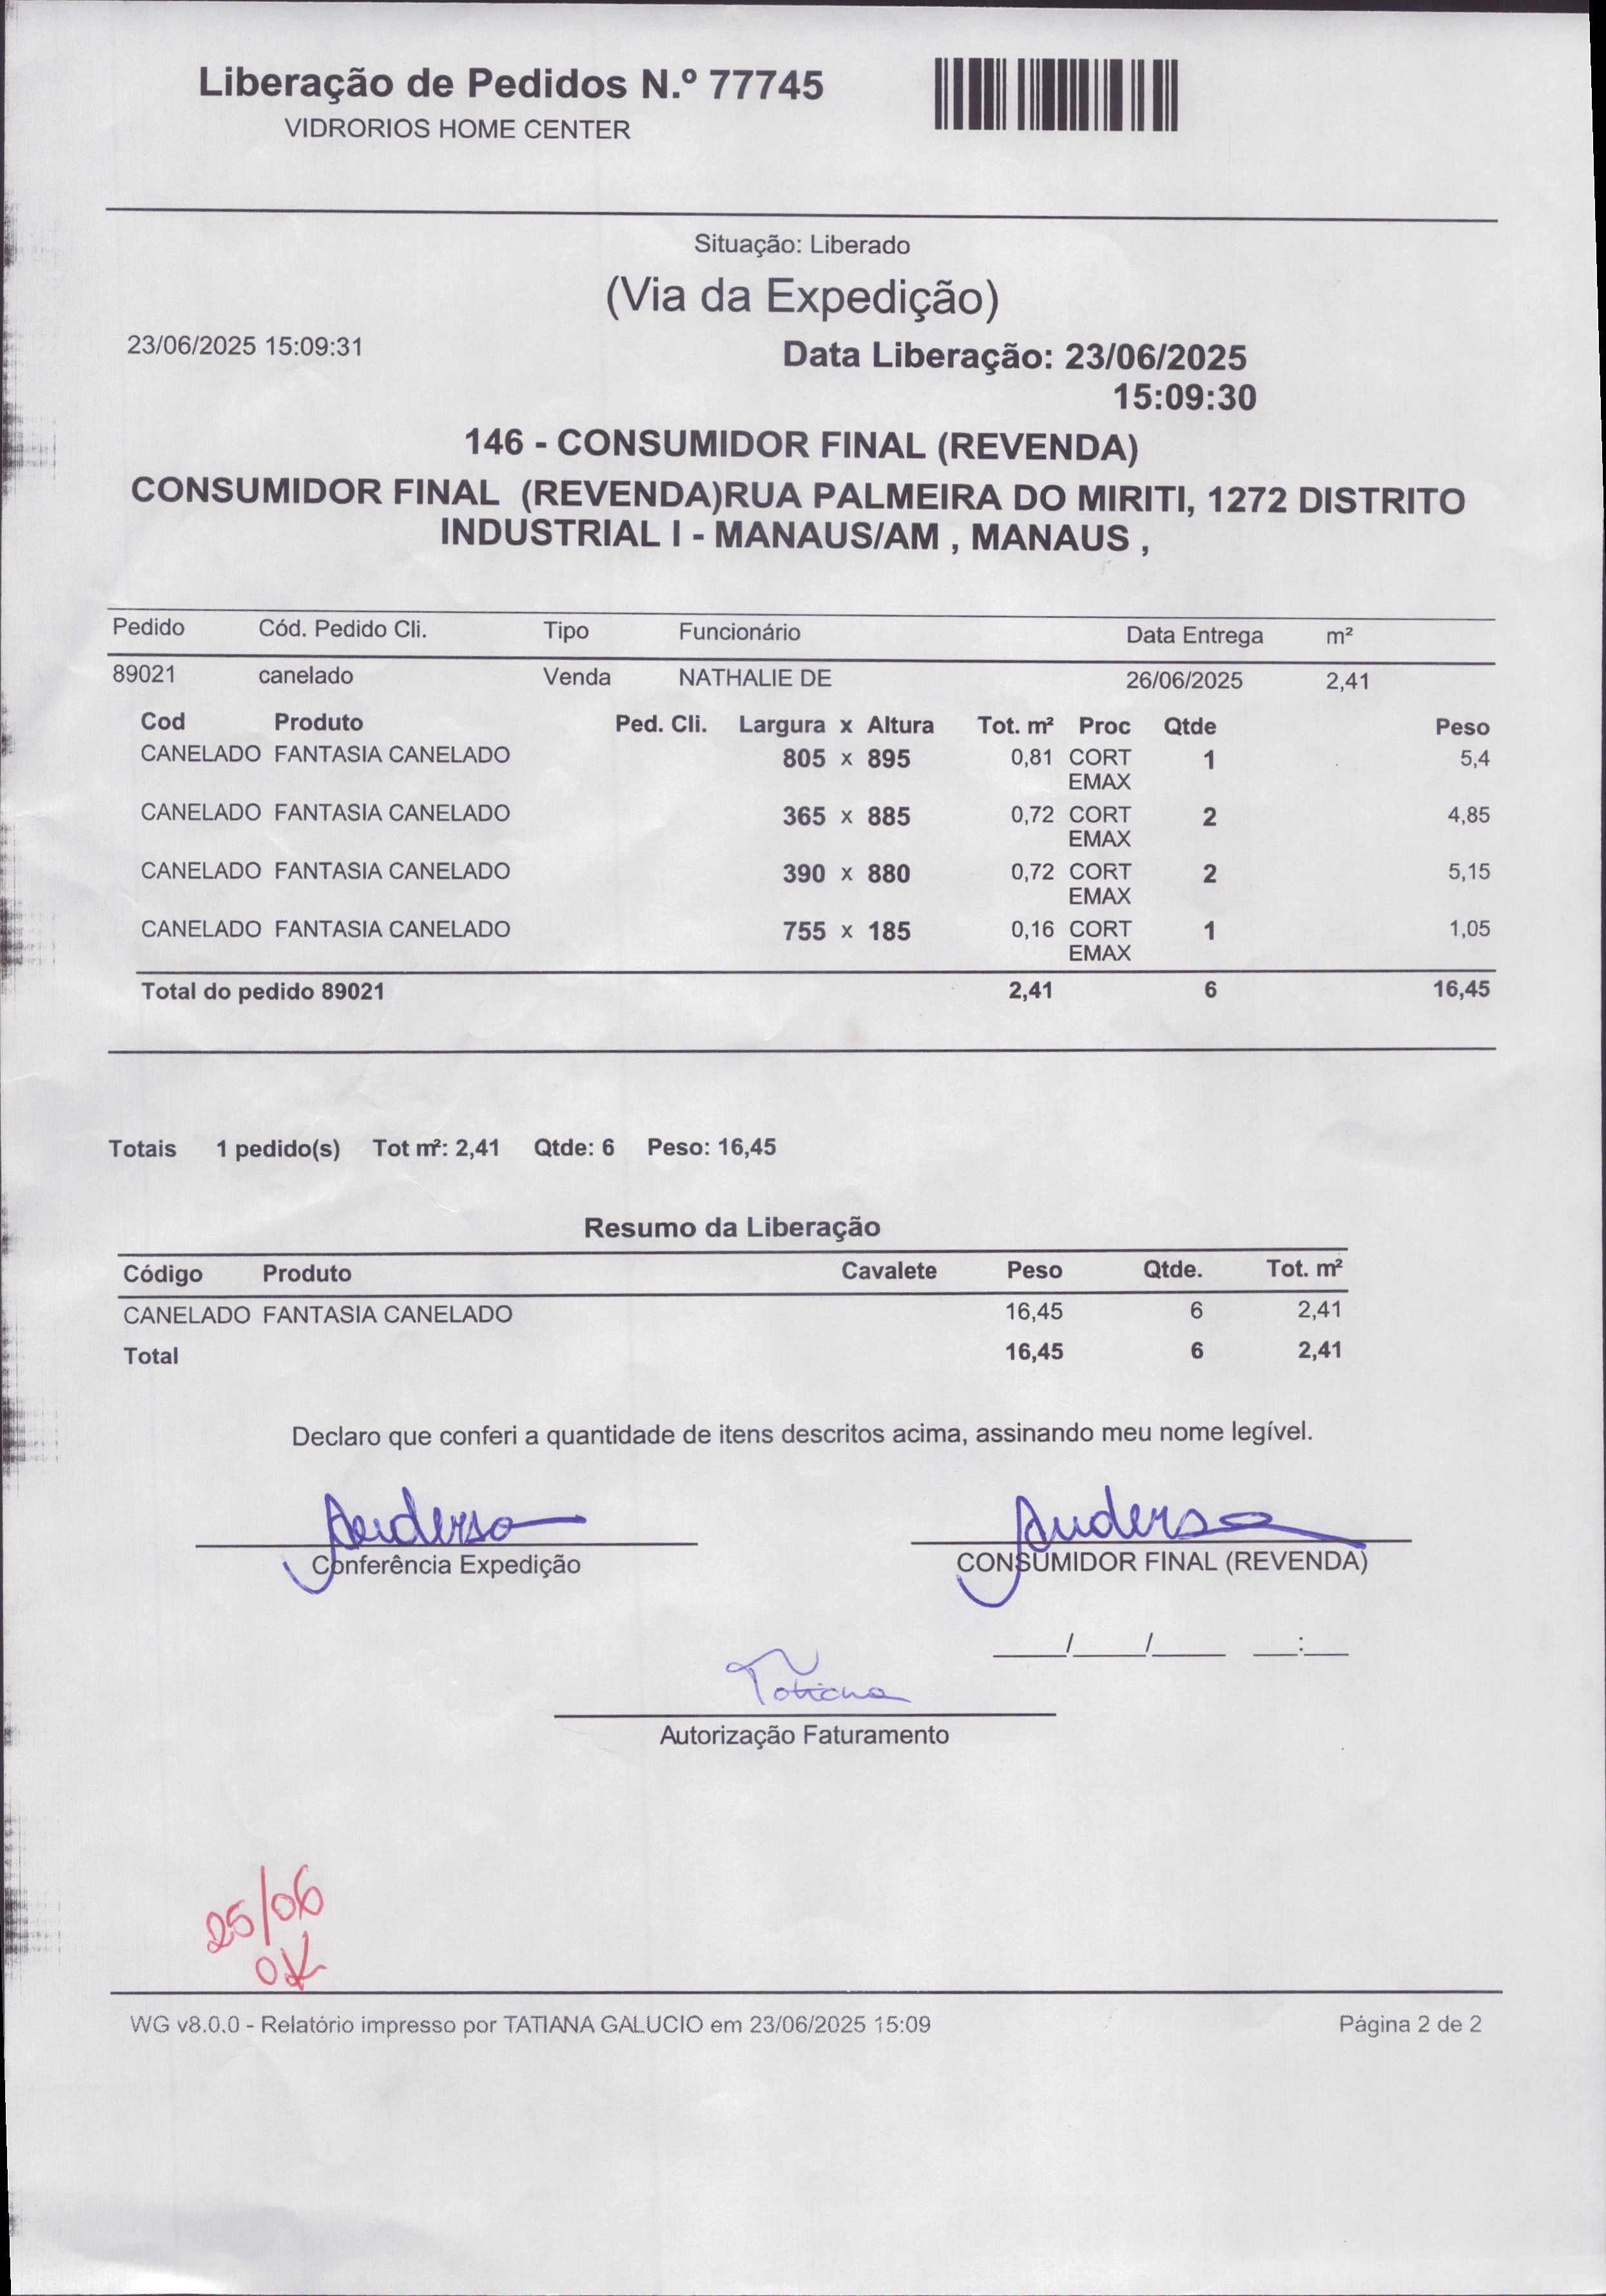 Liberação de Pedidos N.º 77745
VIDRORIOS HOME CENTER
Situação: Liberado
(Via da Expedição)
23/06/2025 15:09:31
Data Liberação: 23/06/2025
15:09:30
146 - CONSUMIDOR FINAL (REVENDA)
CONSUMIDOR FINAL (REVENDA)RUA PALMEIRA DO MIRITI, 1272 DISTRITO
INDUSTRIAL I - MANAUS/AM , MANAUS ,
Pedido Cód. Pedido Cli. Tipo Funcionário Data Entrega m²
89021 canelado Venda NATHALIE DE 26/06/2025 2,41
Cod Produto Ped. Cli. Largura x Altura Tot. m² Proc Qtde Peso
CANELADO FANTASIA CANELADO 805 x 895 0,81 CORT 1 5,4
EMAX
CANELADO FANTASIA CANELADO 365 x 885 0,72 CORT 2 4,85
EMAX
CANELADO FANTASIA CANELADO 390 x 880 0,72 CORT 2 5,15
EMAX
CANELADO FANTASIA CANELADO 755 x 185 0,16 CORT 1 1,05
EMAX
Total do pedido 89021 2,41 6 16,45
Totais 1 pedido(s) Tot m²: 2,41 Qtde: 6 Peso: 16,45
Resumo da Liberação
Código Produto Cavalete Peso Qtde. Tot. m²
CANELADO FANTASIA CANELADO 16,45 6 2,41
Total 16,45 6 2,41
Declaro que conferi a quantidade de itens descritos acima, assinando meu nome legível.
Anderso Anderso
Conferência Expedição CONSUMIDOR FINAL (REVENDA)
____/____/____ __:__
Tatiana
Autorização Faturamento
25/06
OK
WG v8.0.0 - Relatório impresso por TATIANA GALUCIO em 23/06/2025 15:09 Página 2 de 2